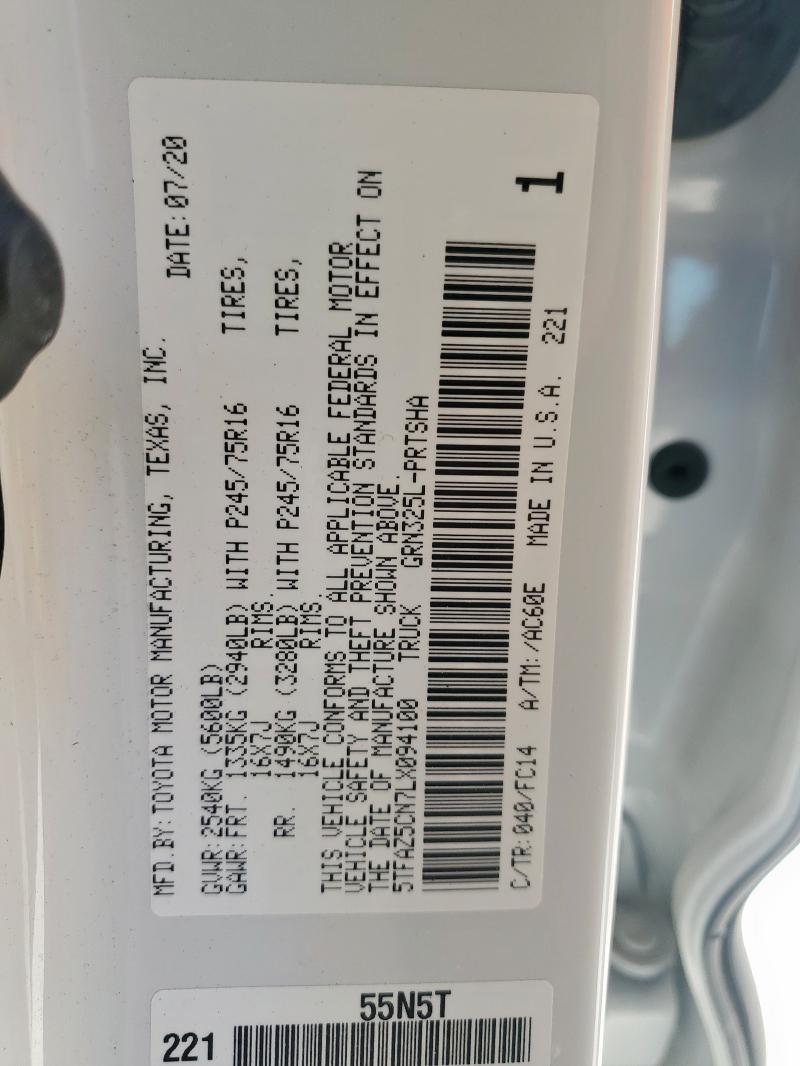 MFD.BY:TOYOTA MOTOR MANUFACTURING, TEXAS, INC.
DATE:07/20
GVWR:2540KG (5600LB)
GAWR:FRT. 1335KG (2940LB) WITH P245/75R16 TIRES,
16X7J RIMS.
RR. 1490KG (3280LB) WITH P245/75R16 TIRES,
16X7J RIMS.
THIS VEHICLE CONFORMS TO ALL APPLICABLE FEDERAL MOTOR
VEHICLE SAFETY AND THEFT PREVENTION STANDARDS IN EFFECT ON
THE DATE OF MANUFACTURE SHOWN ABOVE.
5TFAZ5CN7LX094100 TRUCK GRN325L-PRTSHA
1
C/TR:040/FC14 A/TM:/AC60E MADE IN U.S.A. 221
55N5T
221